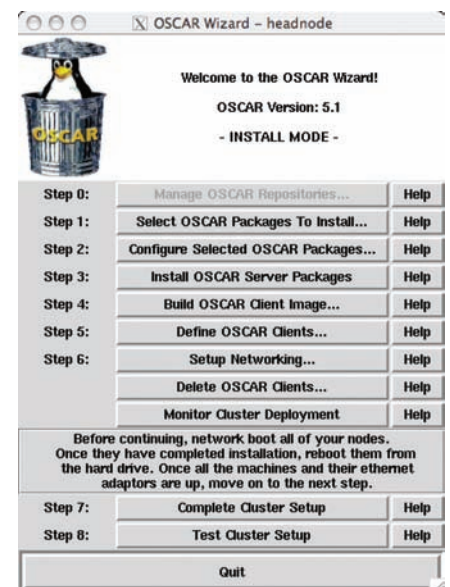 OSCAR Wizard – headnode
OSCAR
Welcome to the OSCAR Wizard!
OSCAR Version: 5.1
- INSTALL MODE -
Step 0: Manage OSCAR Repositories... Help
Step 1: Select OSCAR Packages To Install... Help
Step 2: Configure Selected OSCAR Packages... Help
Step 3: Install OSCAR Server Packages Help
Step 4: Build OSCAR Client Image... Help
Step 5: Define OSCAR Clients... Help
Step 6: Setup Networking... Help
Delete OSCAR Clients... Help
Monitor Cluster Deployment Help
Before continuing, network boot all of your nodes.
Once they have completed installation, reboot them from
the hard drive. Once all the machines and their ethernet
adaptors are up, move on to the next step.
Step 7: Complete Cluster Setup Help
Step 8: Test Cluster Setup Help
Quit